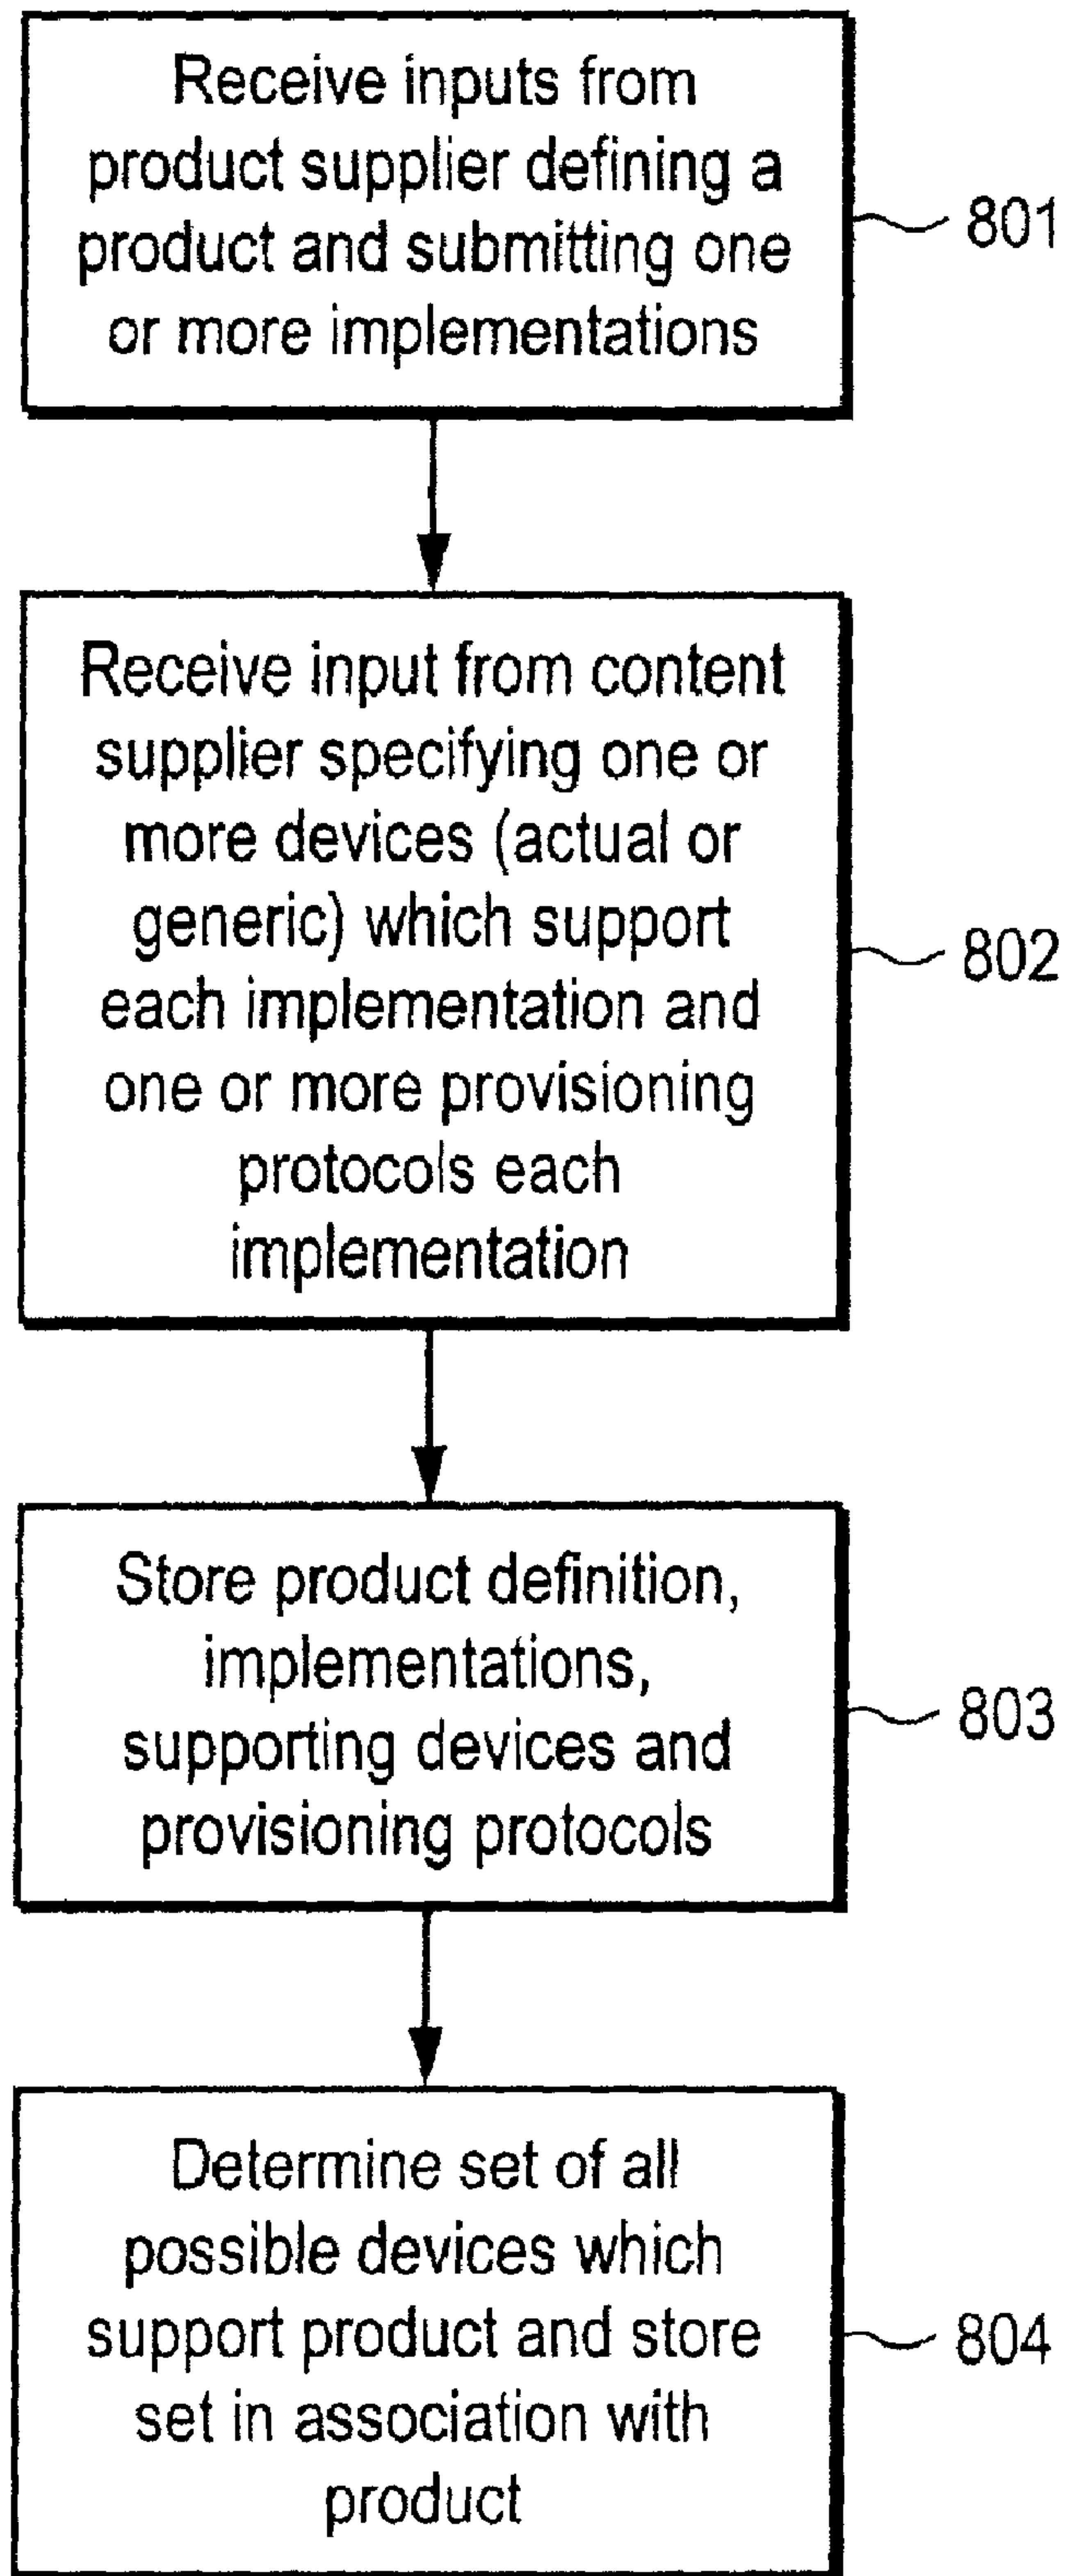 Receive inputs from
product supplier defining a
product and submitting one
or more implementations
801
Receive input from content
supplier specifying one or
more devices (actual or
generic) which support
each implementation and
one or more provisioning
protocols each
implementation
802
Store product definition,
implementations,
supporting devices and
provisioning protocols
803
Determine set of all
possible devices which
support product and store
set in association with
product
804